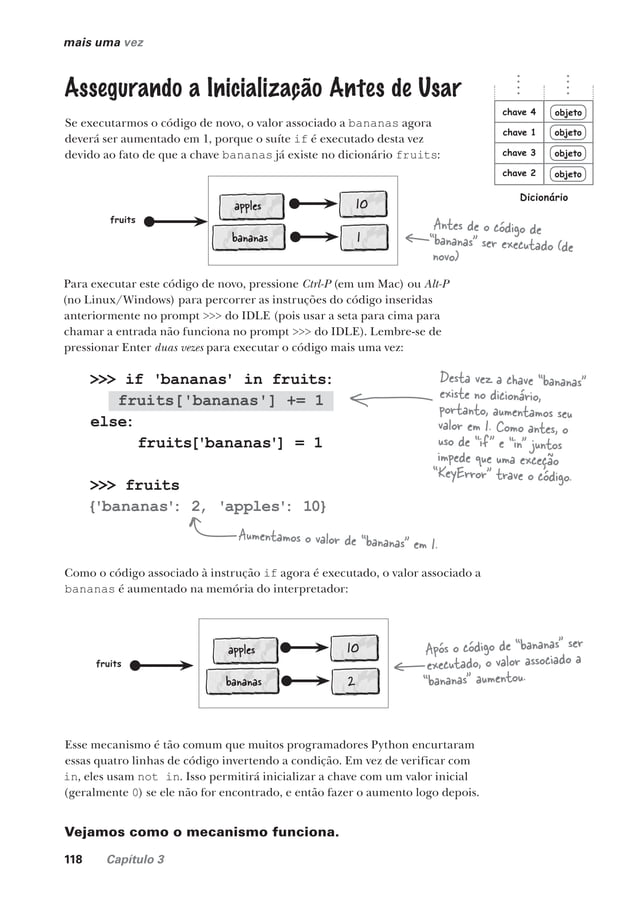 mais uma vez
Assegurando a Inicialização Antes de Usar
Se executarmos o código de novo, o valor associado a bananas agora
deverá ser aumentado em 1, porque o suíte if é executado desta vez
devido ao fato de que a chave bananas já existe no dicionário fruits:
chave 4 objeto
chave 1 objeto
chave 3 objeto
chave 2 objeto
Dicionário
fruits
apples 10
bananas 1
Antes de o código de
"bananas" ser executado (de
novo)
Para executar este código de novo, pressione Ctrl-P (em um Mac) ou Alt-P
(no Linux/Windows) para percorrer as instruções do código inseridas
anteriormente no prompt >>> do IDLE (pois usar a seta para cima para
chamar a entrada não funciona no prompt >>> do IDLE). Lembre-se de
pressionar Enter duas vezes para executar o código mais uma vez:
>>> if 'bananas' in fruits:
fruits['bananas'] += 1
else:
fruits['bananas'] = 1
>>> fruits
{'bananas': 2, 'apples': 10}
Desta vez a chave "bananas"
existe no dicionário,
portanto, aumentamos seu
valor em 1. Como antes, o
uso de "if" e "in" juntos
impede que uma exceção
"KeyError" trave o código.
Aumentamos o valor de "bananas" em 1.
Como o código associado à instrução if agora é executado, o valor associado a
bananas é aumentado na memória do interpretador:
fruits
apples 10
bananas 2
Após o código de "bananas" ser
executado, o valor associado a
"bananas" aumentou.
Esse mecanismo é tão comum que muitos programadores Python encurtaram
essas quatro linhas de código invertendo a condição. Em vez de verificar com
in, eles usam not in. Isso permitirá inicializar a chave com um valor inicial
(geralmente 0) se ele não for encontrado, e então fazer o aumento logo depois.
Vejamos como o mecanismo funciona.
118 Capítulo 3